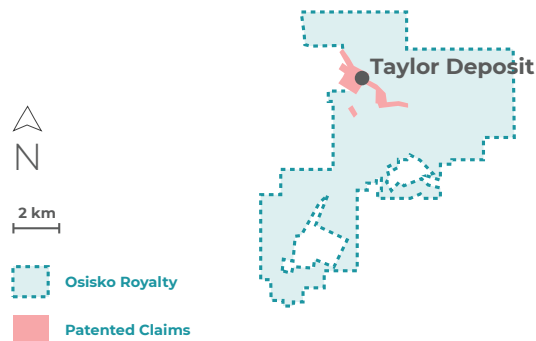 Taylor Deposit
N
2 km
Osisko Royalty
Patented Claims